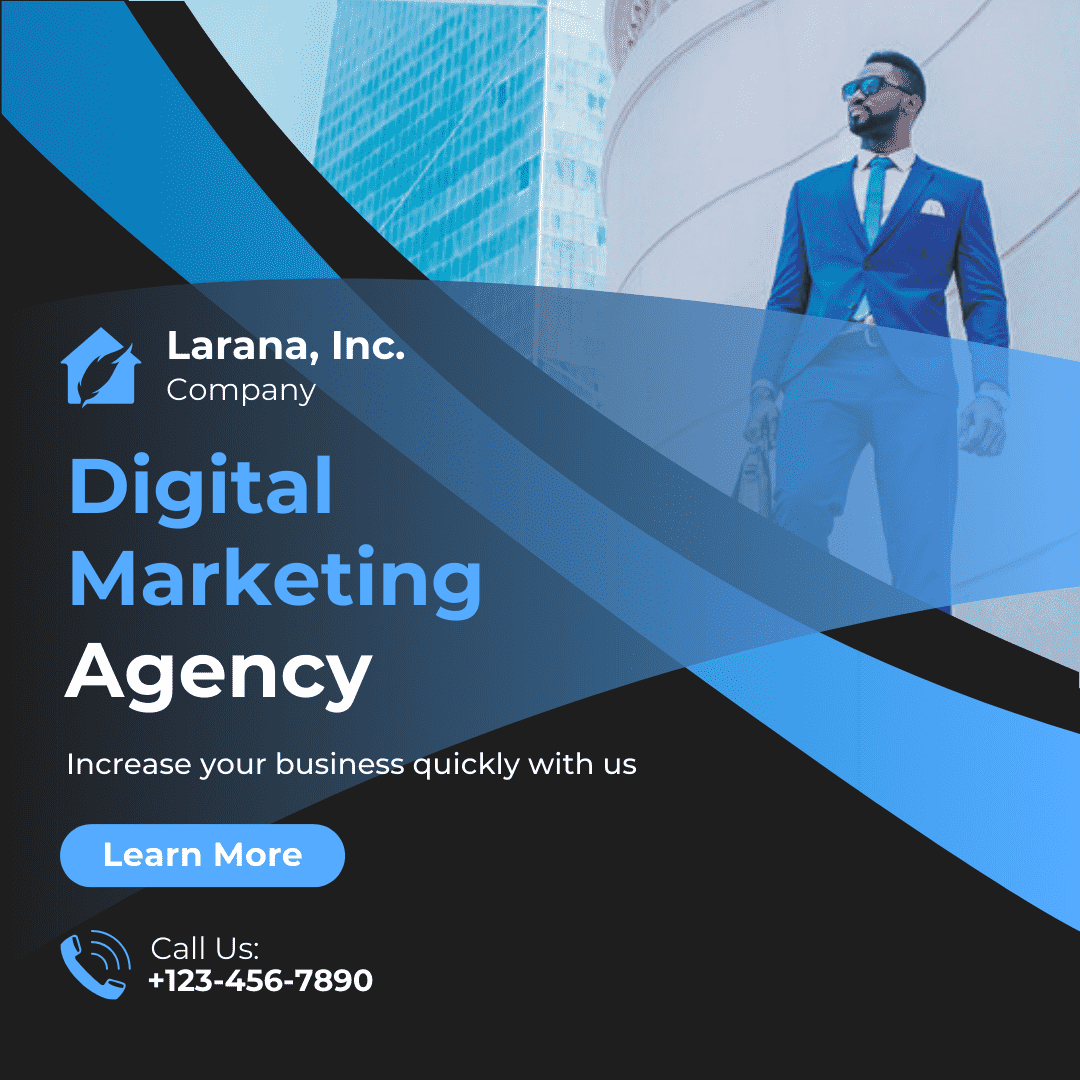 Larana, Inc.
Company
Digital
Marketing
Agency
Increase your business quickly with us
Learn More
Call Us:
+123-456-7890